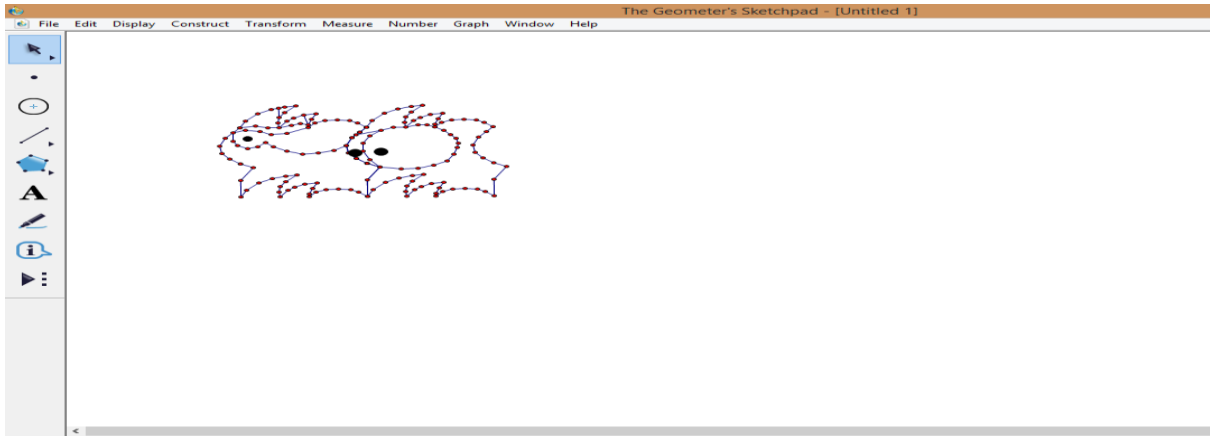 The Geometer's Sketchpad - [Untitled 1]
File Edit Display Construct Transform Measure Number Graph Window Help
A
i